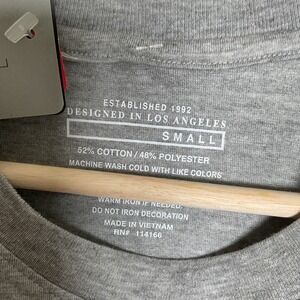 ESTABLISHED 1992
DESIGNED IN LOS ANGELES
SMALL
52% COTTON / 48% POLYESTER
MACHINE WASH COLD WITH LIKE COLORS
WARM IRON IF NEEDED.
DO NOT IRON DECORATION
MADE IN VIETNAM
RN# 114166